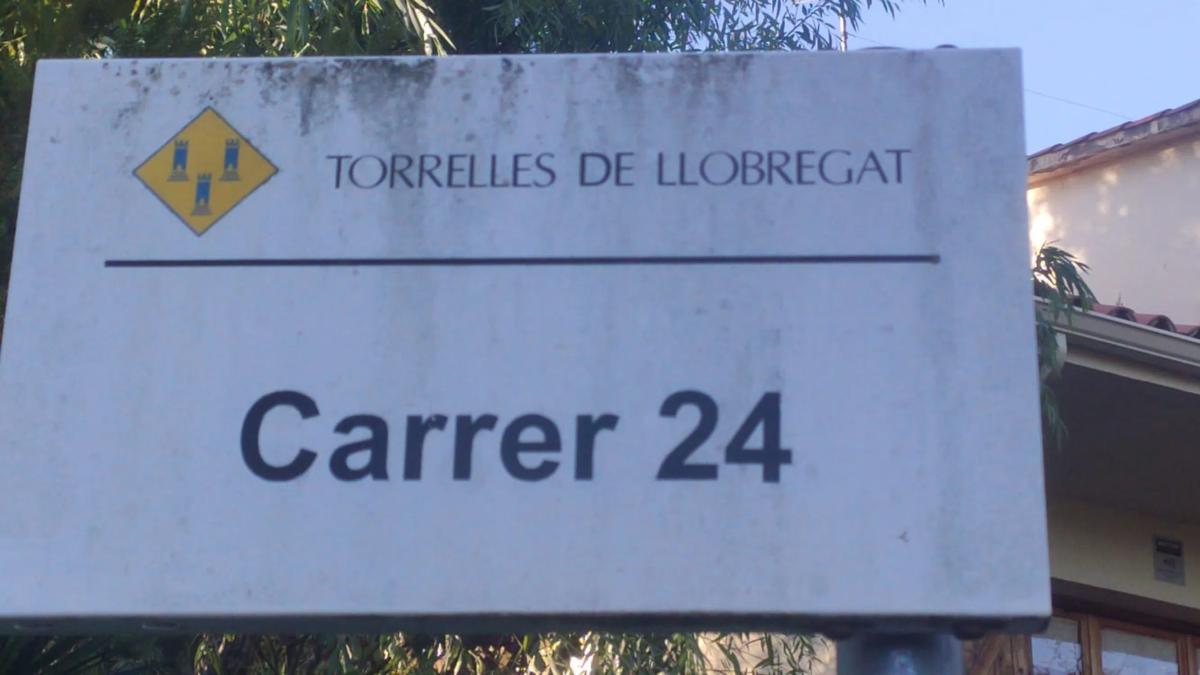 TORRELLES DE LLOBREGAT
Carrer 24